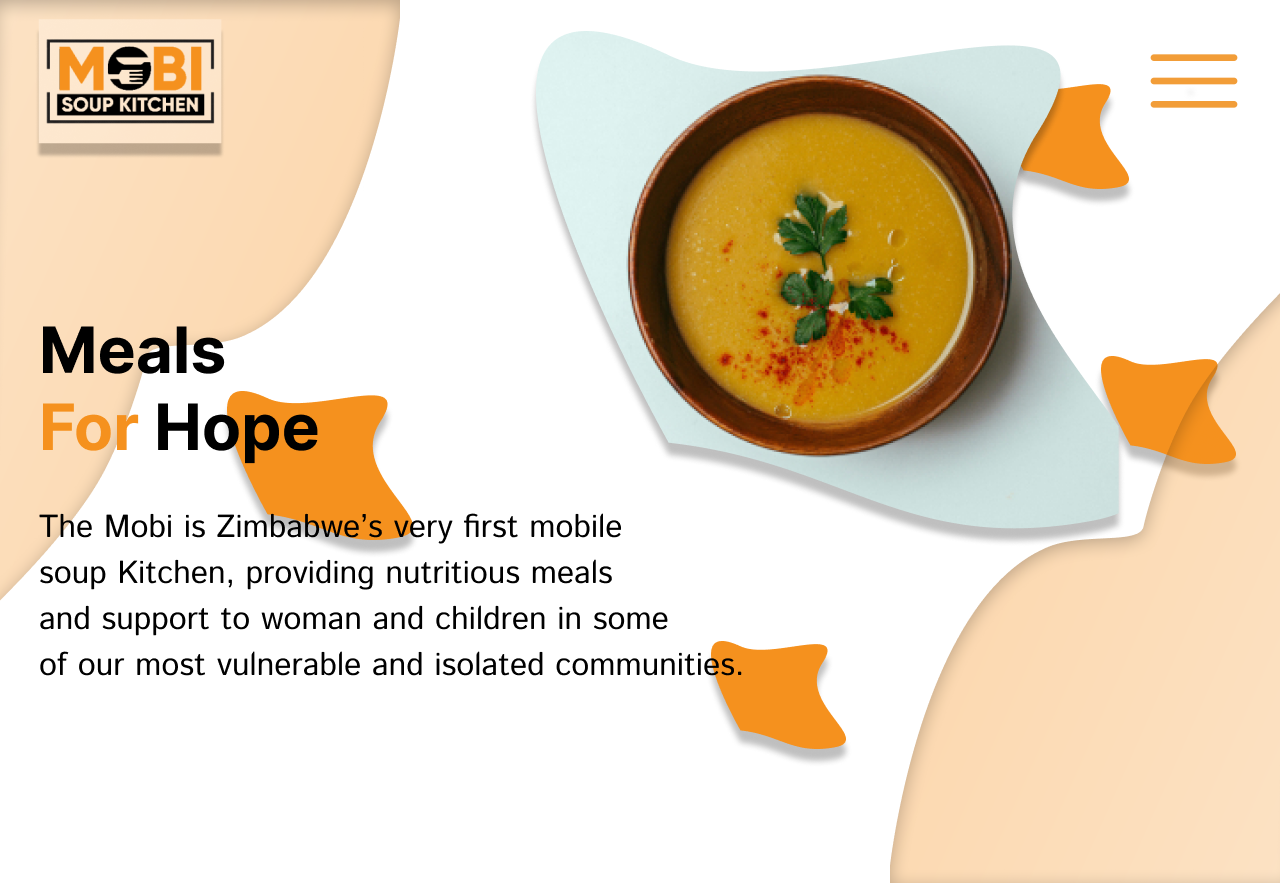 MOBI
SOUP KITCHEN
Meals
For Hope
The Mobi is Zimbabwe’s very first mobile
soup Kitchen, providing nutritious meals
and support to woman and children in some
of our most vulnerable and isolated communities.